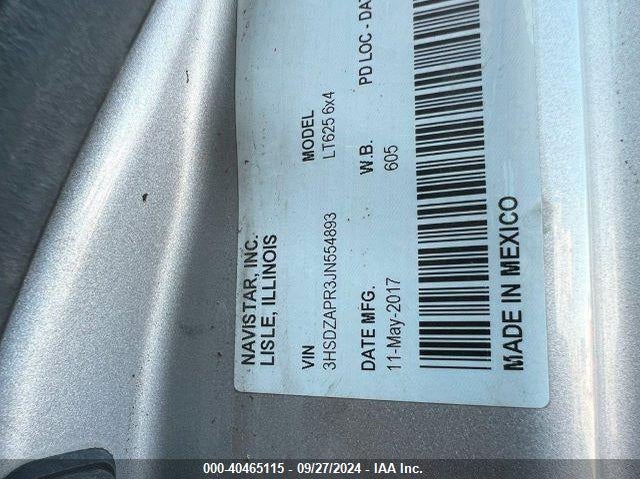 NAVISTAR, INC.
LISLE, ILLINOIS
VIN MODEL
3HSDZAPR3JN554893 LT625 6x4
DATE MFG. W.B. PD LOC - DA
11-May-2017 605
MADE IN MEXICO
000-40465115 - 09/27/2024 - IAA Inc.